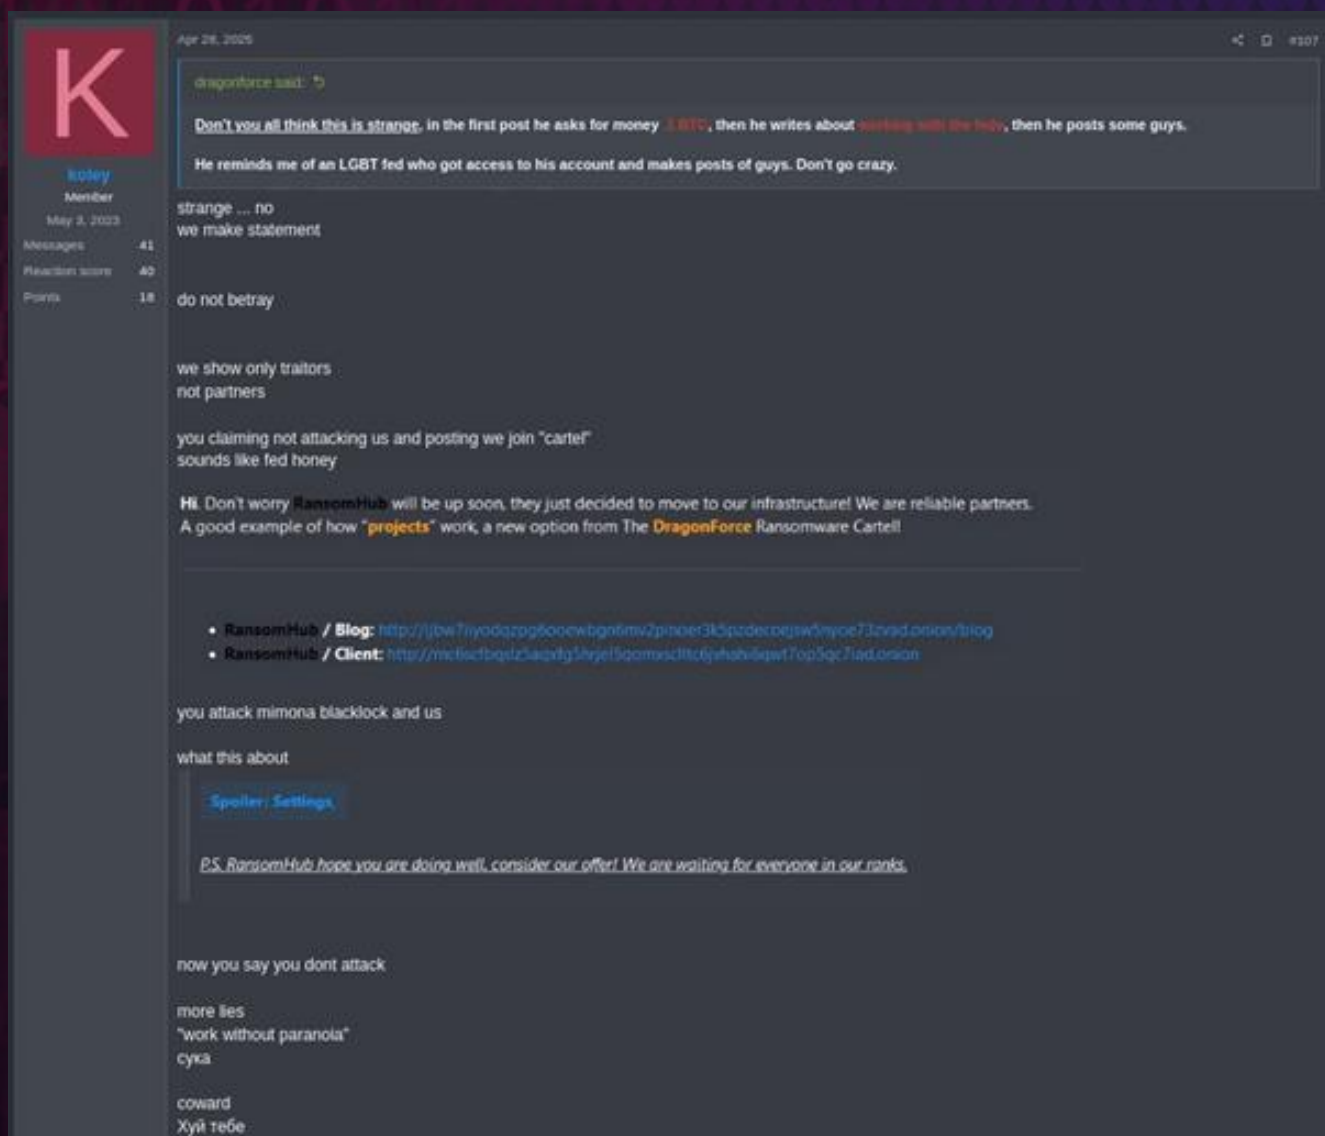 K
Apr 28, 2025
#107
koley
Member
May 3, 2023
Messages 41
Reaction score 40
Points 18
dragonforce said:
Don't you all think this is strange, in the first post he asks for money BTC, then he writes about working with the, then he posts some guys.
He reminds me of an LGBT fed who got access to his account and makes posts of guys. Don't go crazy.
strange ... no
we make statement
do not betray
we show only traitors
not partners
you claiming not attacking us and posting we join "cartel"
sounds like fed honey
Hi. Don't worry RansomHub will be up soon, they just decided to move to our infrastructure! We are reliable partners.
A good example of how "projects" work, a new option from The DragonForce Ransomware Cartel!
RansomHub / Blog:
RansomHub / Client:
you attack mimona blacklock and us
what this about
Spoiler: Settings,
P.S. RansomHub hope you are doing well, consider our offer! We are waiting for everyone in our ranks.
now you say you dont attack
more lies
"work without paranoia"
сука
coward
Хуй тебе